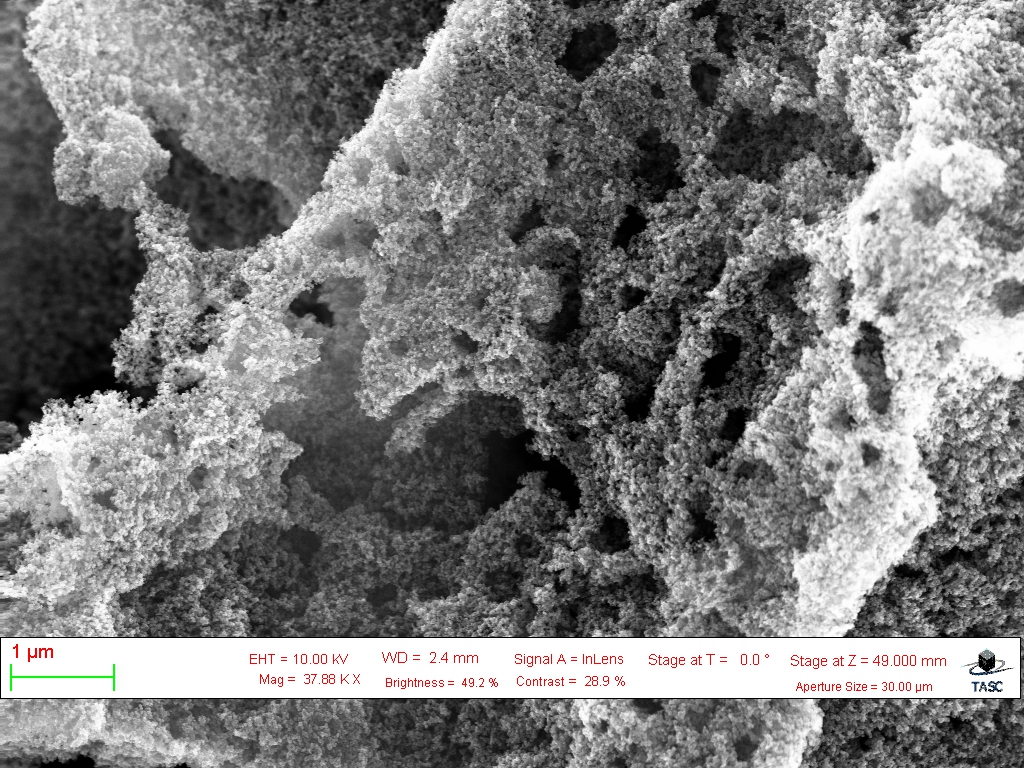 1 µm
EHT = 10.00 kV WD = 2.4 mm Signal A = InLens Stage at T = 0.0 ° Stage at Z = 49.000 mm
Mag = 37.88 K X Brightness = 49.2 % Contrast = 28.9 % Aperture Size = 30.00 µm
TASC